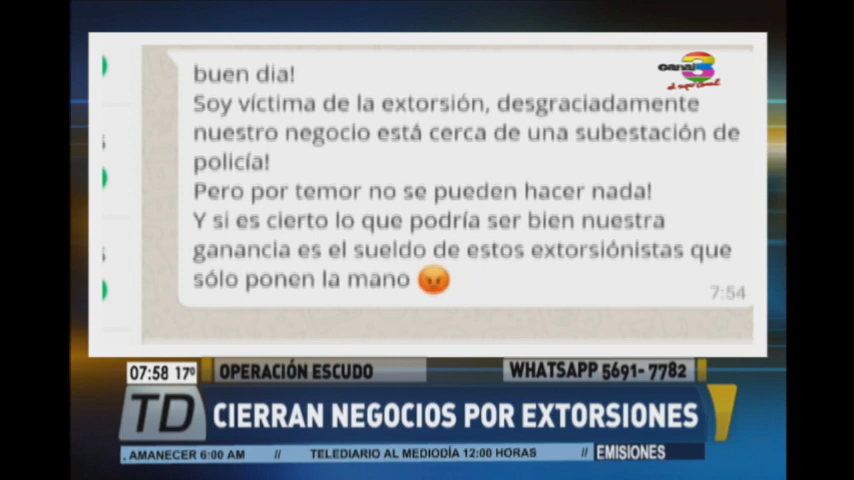 buen dia!
Soy víctima de la extorsión, desgraciadamente
nuestro negocio está cerca de una subestación de
policía!
Pero por temor no se pueden hacer nada!
Y si es cierto lo que podría ser bien nuestra
ganancia es el sueldo de estos extorsiónistas que
sólo ponen la mano
7:54
canal 3
07:58 17º
OPERACIÓN ESCUDO
WHATSAPP 5691-7782
TD
CIERRAN NEGOCIOS POR EXTORSIONES
. AMANECER 6:00 AM // TELEDIARIO AL MEDIODÍA 12:00 HORAS //
EMISIONES